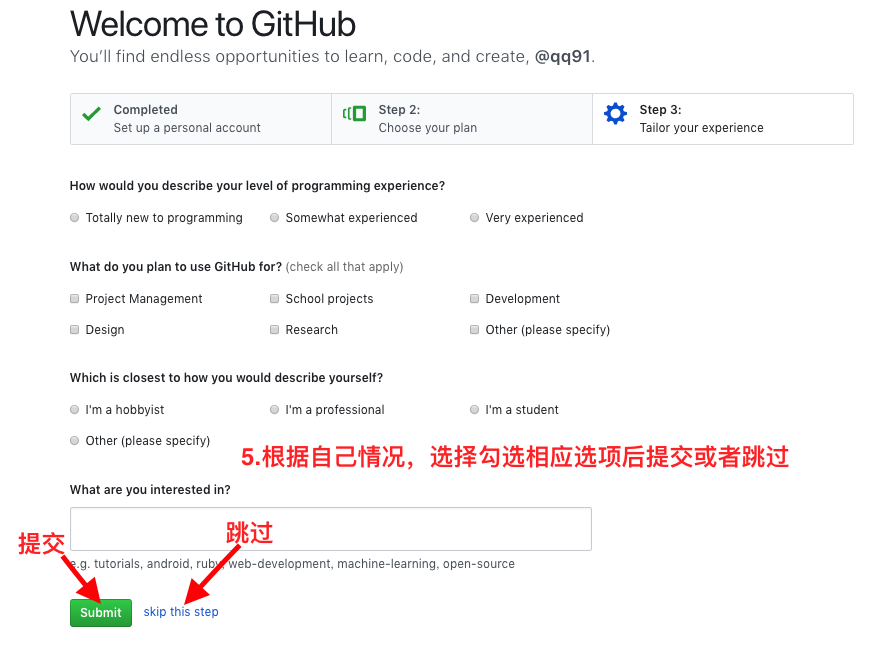 Welcome to GitHub
You'll find endless opportunities to learn, code, and create, @qq91.
Completed
Set up a personal account
Step 2:
Choose your plan
Step 3:
Tailor your experience
How would you describe your level of programming experience?
Totally new to programming Somewhat experienced Very experienced
What do you plan to use GitHub for? (check all that apply)
Project Management School projects Development
Design Research Other (please specify)
Which is closest to how you would describe yourself?
I'm a hobbyist I'm a professional I'm a student
Other (please specify)
5.根据自己情况，选择勾选相应选项后提交或者跳过
What are you interested in?
跳过
提交
e.g. tutorials, android, ruby, web-development, machine-learning, open-source
Submit skip this step